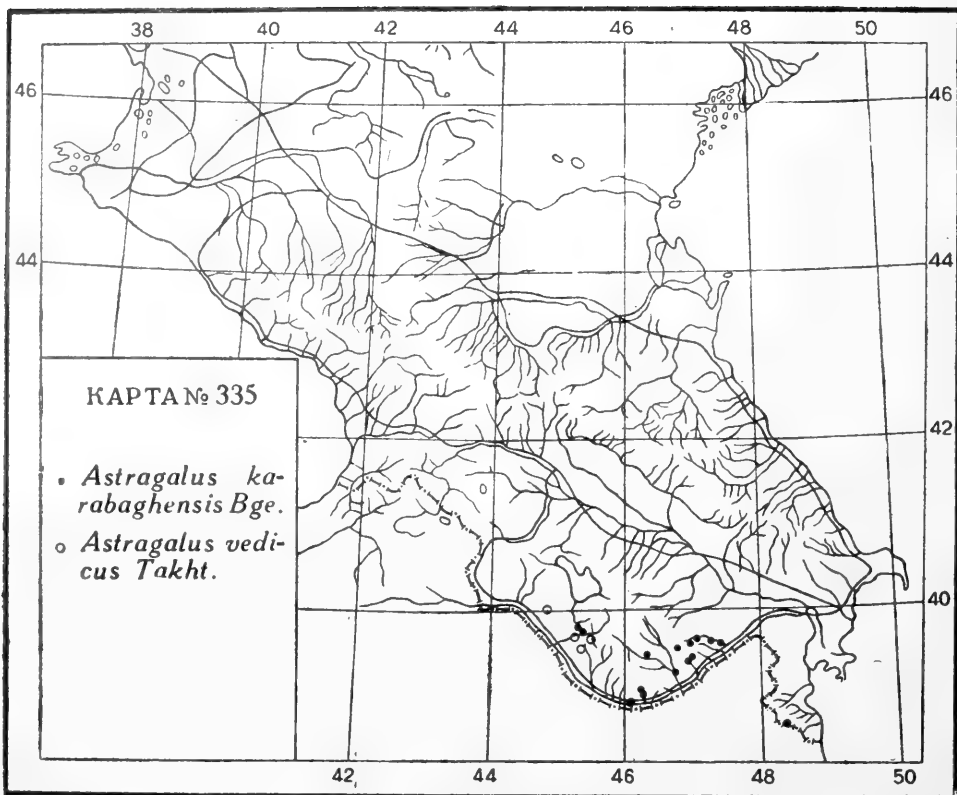 38 40 42 44 46 48 50
46 46
44 44
КАРТА № 335
42
• Astragalus ka-
rabaghensis Bge.
○ Astragalus vedi-
cus Takht.
40
42 44 46 48 50